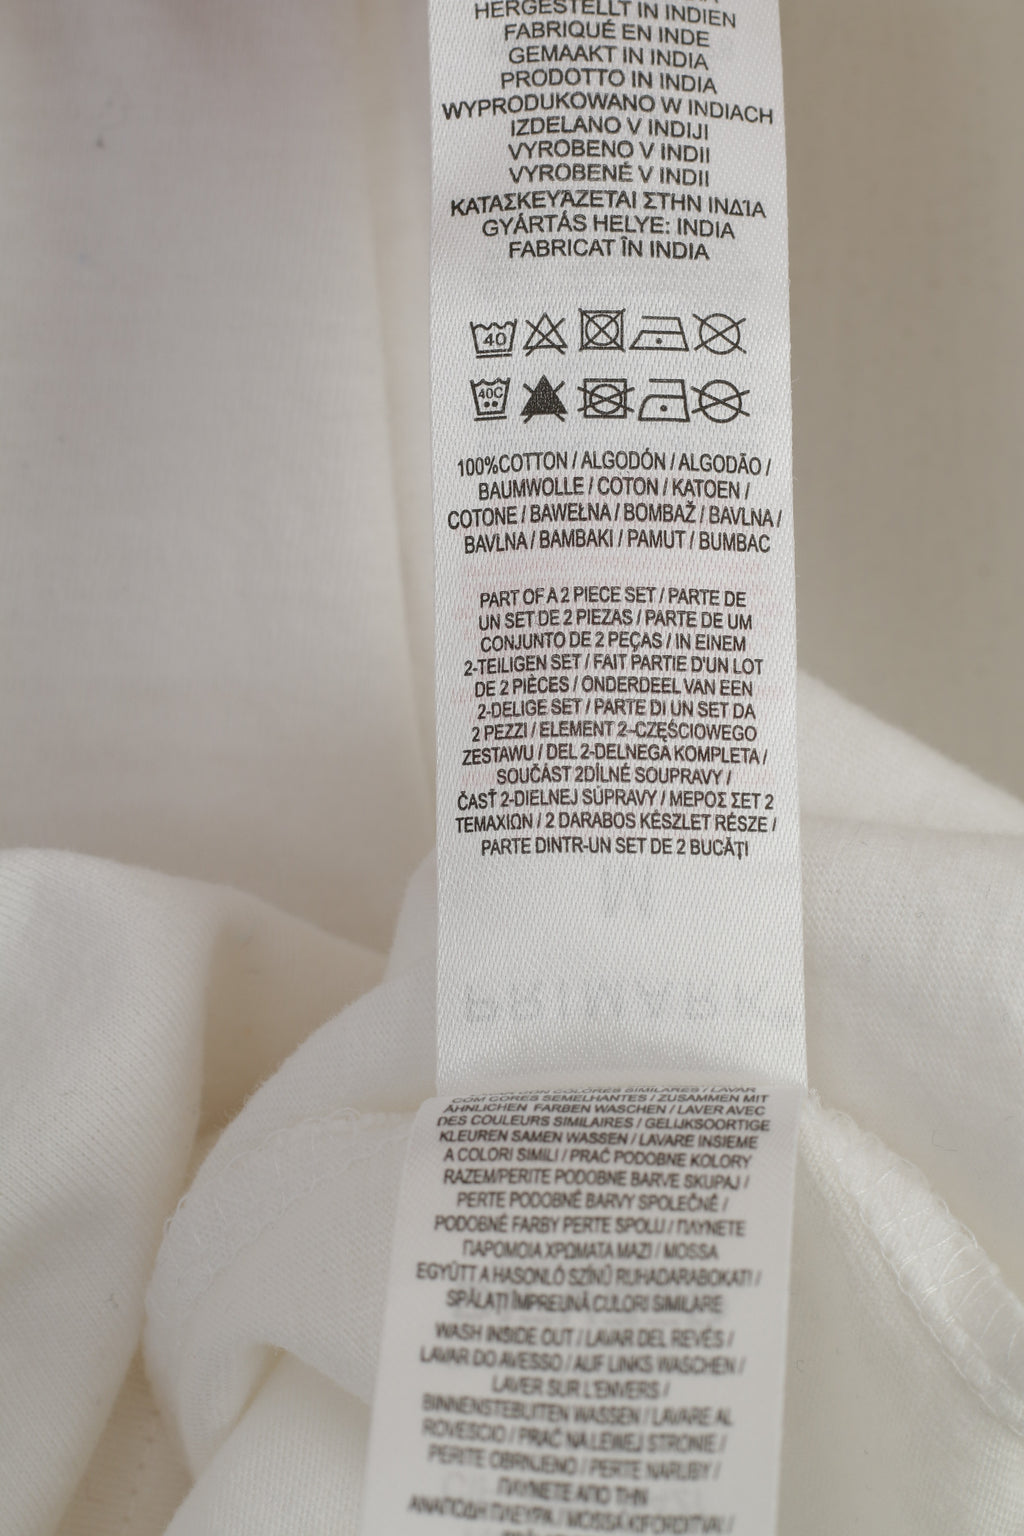 HERGESTELLT IN INDIEN
FABRIQUÉ EN INDE
GEMAAKT IN INDIA
PRODOTTO IN INDIA
WYPRODUKOWANO W INDIACH
IZDELANO V INDIJI
VYROBENO V INDII
VYROBENÉ V INDII
ΚΑΤΑΣΚΕΥΆΖΕΤΑΙ ΣΤΗΝ ΙΝΔΊΑ
GYÁRTÁS HELYE: INDIA
FABRICAT ÎN INDIA
40
40C
100%COTTON / ALGODÓN / ALGODÃO /
BAUMWOLLE / COTON / KATOEN /
COTONE / BAWEŁNA / BOMBAŽ / BAVLNA /
BAVLNA / BAMBAKI / PAMUT / BUMBAC
PART OF A 2 PIECE SET / PARTE DE
UN SET DE 2 PIEZAS / PARTE DE UM
CONJUNTO DE 2 PEÇAS / IN EINEM
2-TEILIGEN SET / FAIT PARTIE D'UN LOT
DE 2 PIÈCES / ONDERDEEL VAN EEN
2-DELIGE SET / PARTE DI UN SET DA
2 PEZZI / ELEMENT 2-CZĘŚCIOWEGO
ZESTAWU / DEL 2-DELNEGA KOMPLETA /
SOUČÁST 2DÍLNÉ SOUPRAVY /
ČASŤ 2-DIELNEJ SÚPRAVY / ΜΕΡΟΣ ΣΕΤ 2
ΤΕΜΑΧΙΩΝ / 2 DARABOS KÉSZLET RÉSZE /
PARTE DINTR-UN SET DE 2 BUCĂȚI
COLORES SIMILARES / LAVAR
COM CORES SEMELHANTES / ZUSAMMEN MIT
ÄHNLICHEN FARBEN WASCHEN / LAVER AVEC
DES COULEURS SIMILAIRES / GELIJKSOORTIGE
KLEUREN SAMEN WASSEN / LAVARE INSIEME
A COLORI SIMILI / PRAĆ PODOBNE KOLORY
RAZEM/PERITE PODOBNE BARVE SKUPAJ /
PERTE PODOBNÉ BARVY SPOLEČNĚ /
PODOBNÉ FARBY PERTE SPOLU / ΠΛΥΝΕΤΕ
ΠΑΡΟΜΟΙΑ ΧΡΩΜΑΤΑ ΜΑΖΙ / MOSSA
EGYÜTT A HASONLÓ SZÍNŰ RUHADARABOKAT! /
SPĂLAȚI ÎMPREUNĂ CULORI SIMILARE
WASH INSIDE OUT / LAVAR DEL REVÉS /
LAVAR DO AVESSO / AUF LINKS WASCHEN /
LAVER SUR L'ENVERS /
BINNENSTEBUITEN WASSEN / LAVARE AL
ROVESCIO / PRAĆ NA LEWEJ STRONIE /
PERITE OBRNJENO / PERTE NARUBY /
ΠΛΥΝΕΤΕ ΑΠΟ ΤΗΝ
ΑΝΑΠΟΔΗ ΠΛΕΥΡΑ / MOSSA KIFORDÍTVA! /